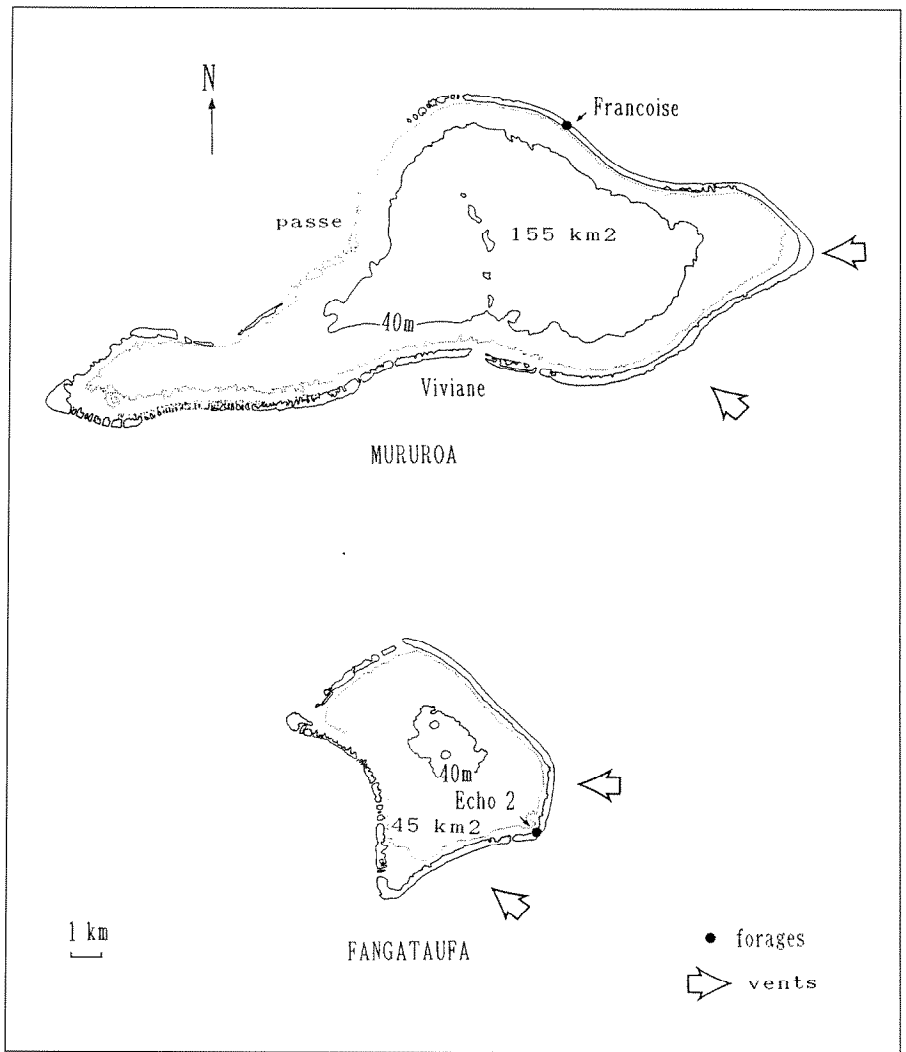 N
Francoise
passe
155 km2
40m
Viviane
MURUROA
40m
Echo 2
45 km2
1 km
FANGATAUFA
forages
vents